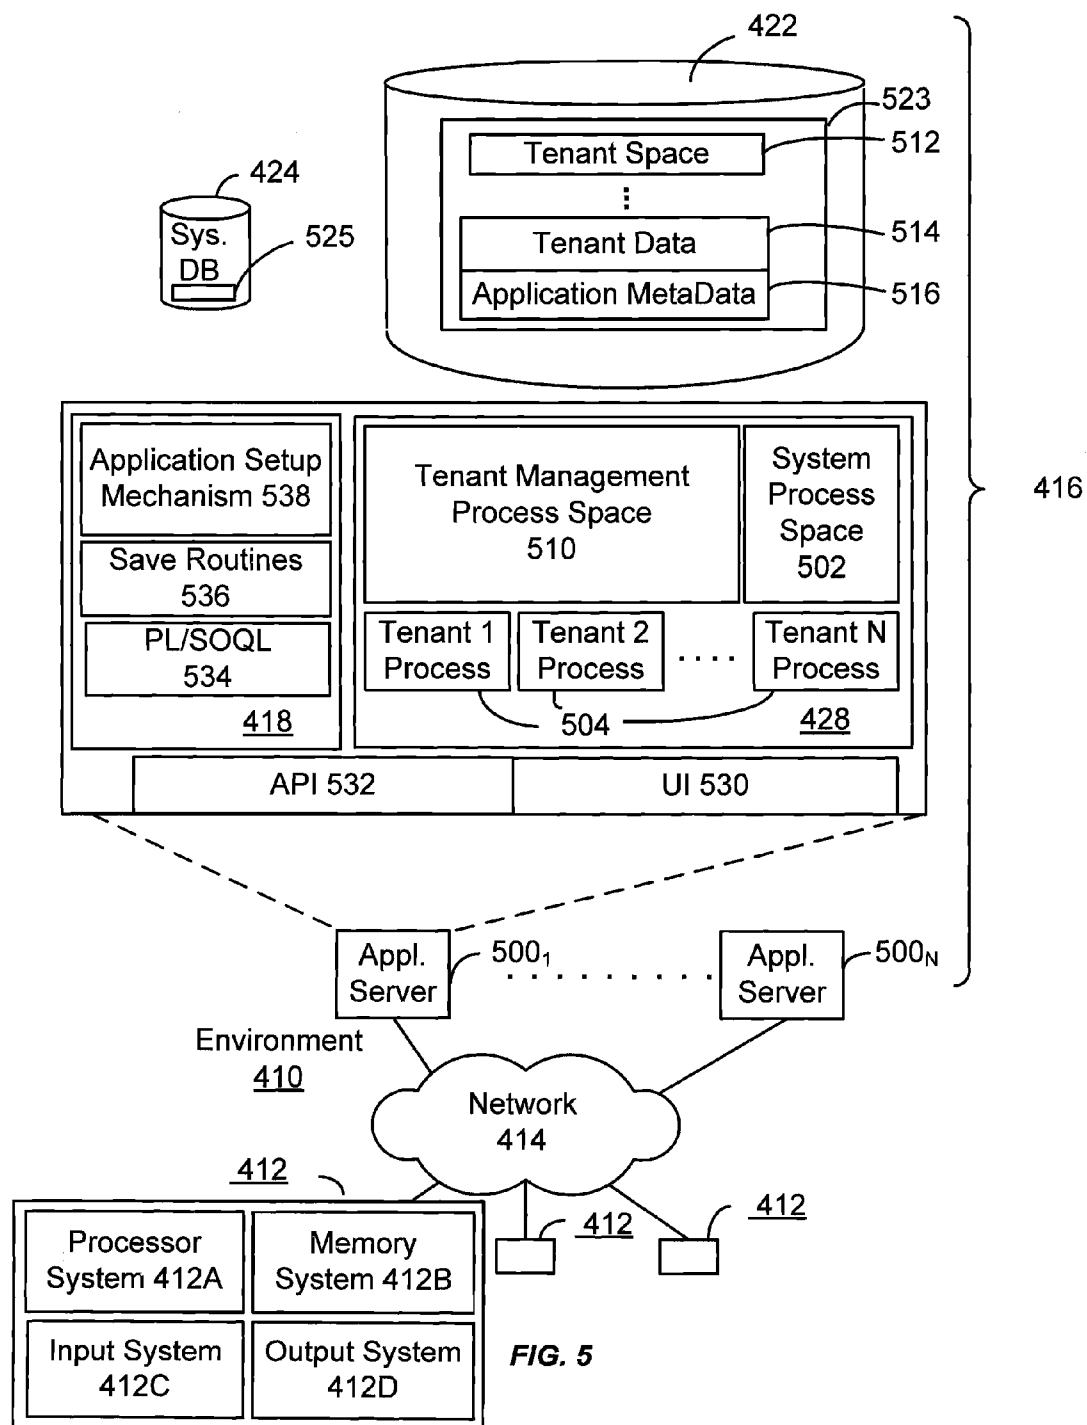 422
523
Tenant Space
512
424
Sys.
DB
525
Tenant Data
514
Application MetaData
516
Application Setup
Mechanism 538
Save Routines
536
PL/SOQL
534
418
Tenant Management
Process Space
510
System
Process
Space
502
Tenant 1
Process
Tenant 2
Process
Tenant N
Process
504
428
416
API 532
UI 530
Appl.
Server
500₁
Appl.
Server
500N
Environment
410
Network
414
412
412
412
Processor
System 412A
Memory
System 412B
Input System
412C
Output System
412D
FIG. 5